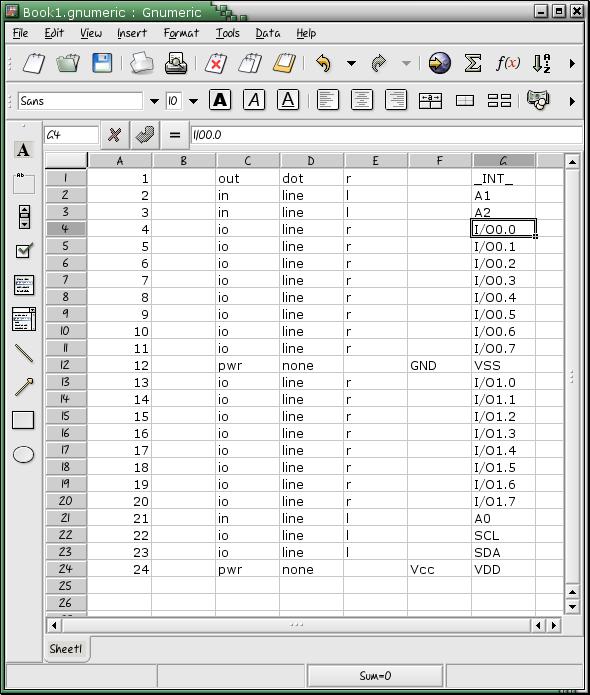 Book1.gnumeric : Gnumeric
File Edit View Insert Format Tools Data Help
f(x) A Z
Sans 10 A A A
G4 = I/O0.0
A Ab
A B C D E F G
1 1 out dot r _INT_
2 2 in line l A1
3 3 in line l A2
4 4 io line r I/O0.0
5 5 io line r I/O0.1
6 6 io line r I/O0.2
7 7 io line r I/O0.3
8 8 io line r I/O0.4
9 9 io line r I/O0.5
10 10 io line r I/O0.6
11 11 io line r I/O0.7
12 12 pwr none GND VSS
13 13 io line r I/O1.0
14 14 io line r I/O1.1
15 15 io line r I/O1.2
16 16 io line r I/O1.3
17 17 io line r I/O1.4
18 18 io line r I/O1.5
19 19 io line r I/O1.6
20 20 io line r I/O1.7
21 21 in line l A0
22 22 io line l SCL
23 23 io line l SDA
24 24 pwr none Vcc VDD
25
26
Sheet1
Sum=0